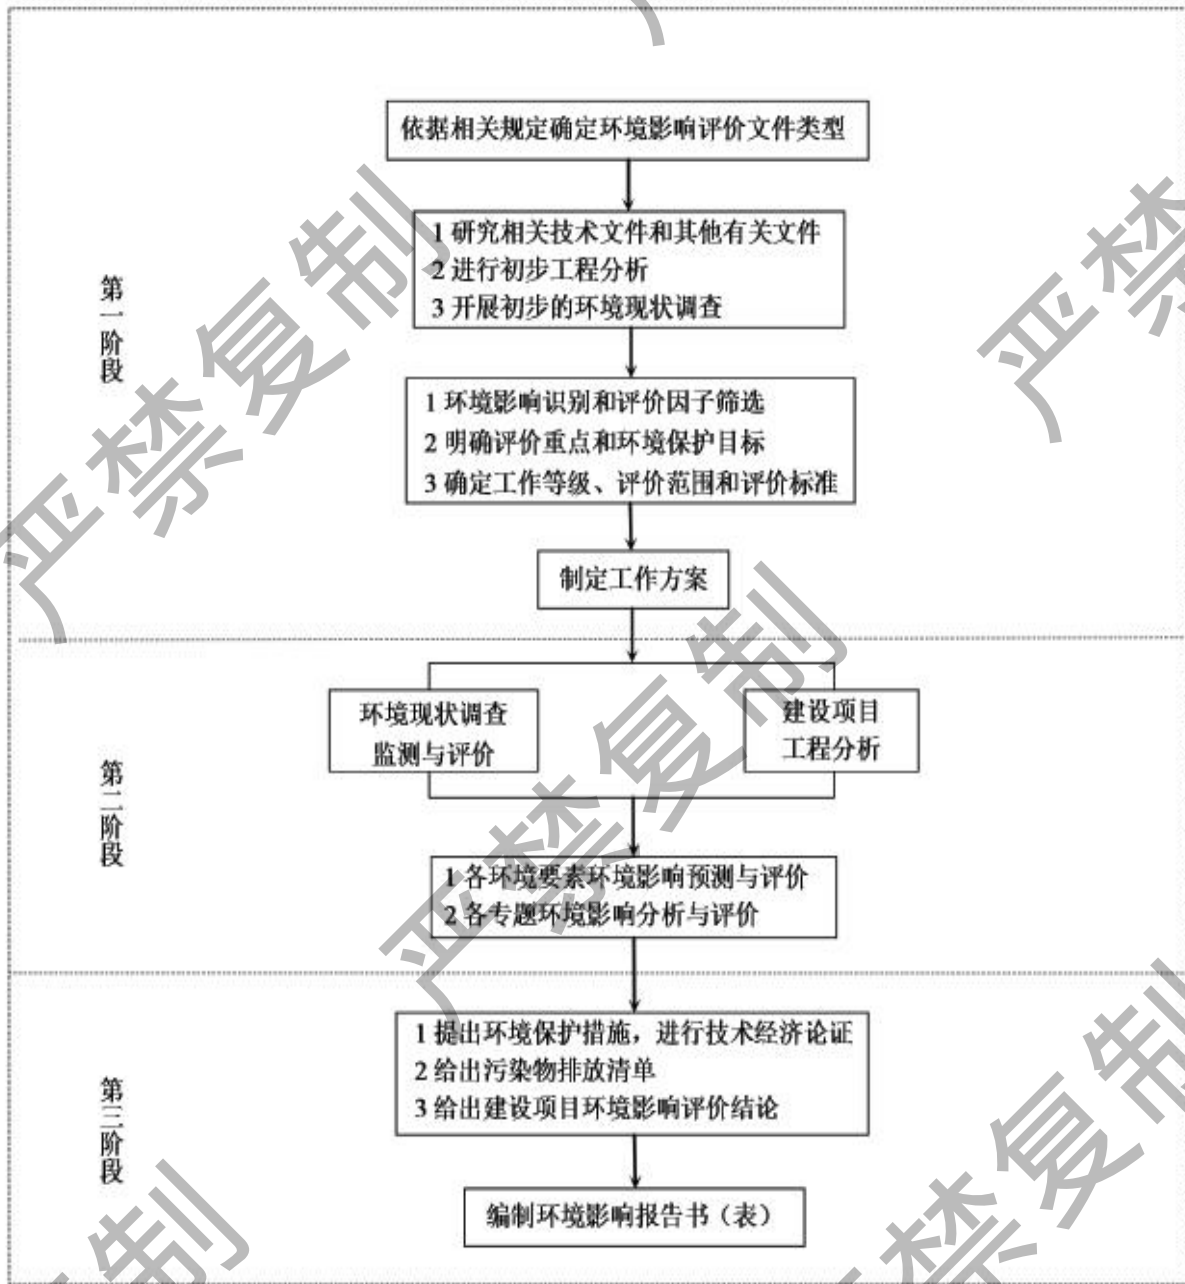 依据相关规定确定环境影响评价文件类型
1 研究相关技术文件和其他有关文件
2 进行初步工程分析
3 开展初步的环境现状调查
第一阶段
1 环境影响识别和评价因子筛选
2 明确评价重点和环境保护目标
3 确定工作等级、评价范围和评价标准
制定工作方案
环境现状调查
监测与评价
建设项目
工程分析
第二阶段
1 各环境要素环境影响预测与评价
2 各专题环境影响分析与评价
1 提出环境保护措施，进行技术经济论证
2 给出污染物排放清单
3 给出建设项目环境影响评价结论
第三阶段
编制环境影响报告书（表）
严禁复制
严禁
严禁复制
严禁复制
复制